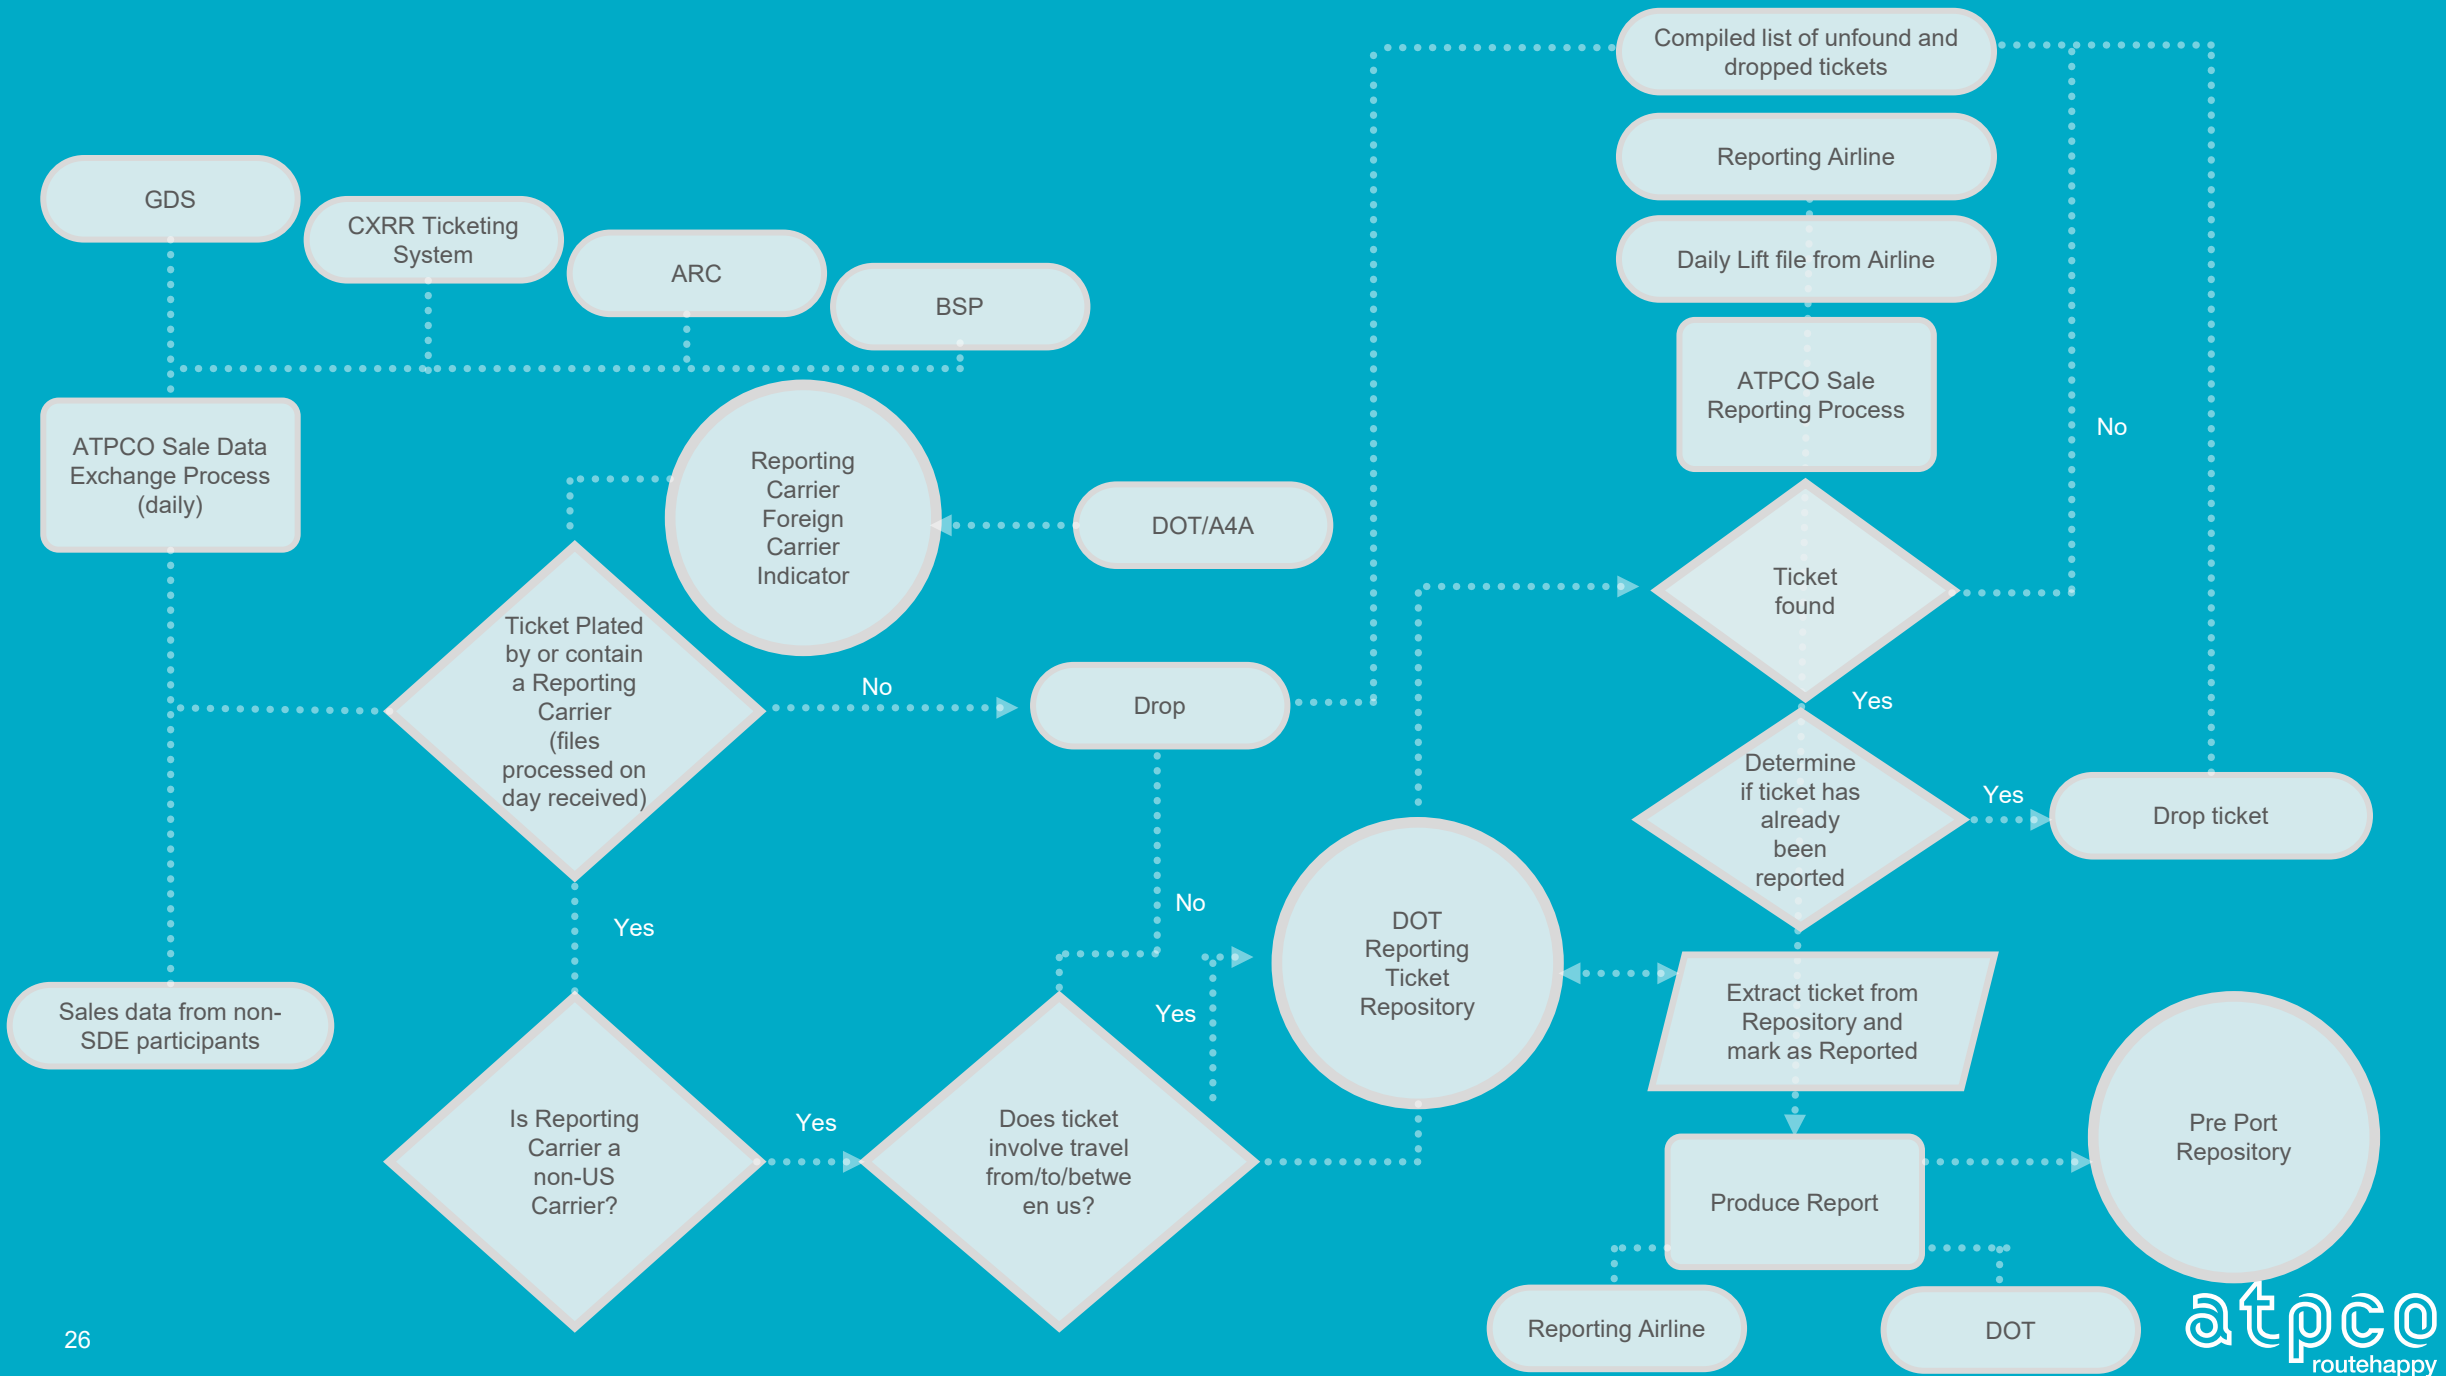 Compiled list of unfound and
dropped tickets
Reporting Airline
GDS
CXRR Ticketing
System
ARC
BSP
Daily Lift file from Airline
ATPCO Sale
Reporting Process
ATPCO Sale Data
Exchange Process
(daily)
Reporting
Carrier
Foreign
Carrier
Indicator
DOT/A4A
No
Ticket
found
Ticket Plated
by or contain
a Reporting
Carrier
(files
processed on
day received)
No
Drop
Yes
Determine
if ticket has
already
been
reported
Yes
Drop ticket
Yes
No
DOT
Reporting
Ticket
Repository
Yes
Sales data from non-
SDE participants
Extract ticket from
Repository and
mark as Reported
Is Reporting
Carrier a
non-US
Carrier?
Yes
Does ticket
involve travel
from/to/betwe
en us?
Pre Port
Repository
Produce Report
Reporting Airline
DOT
26
atpco
routehappy